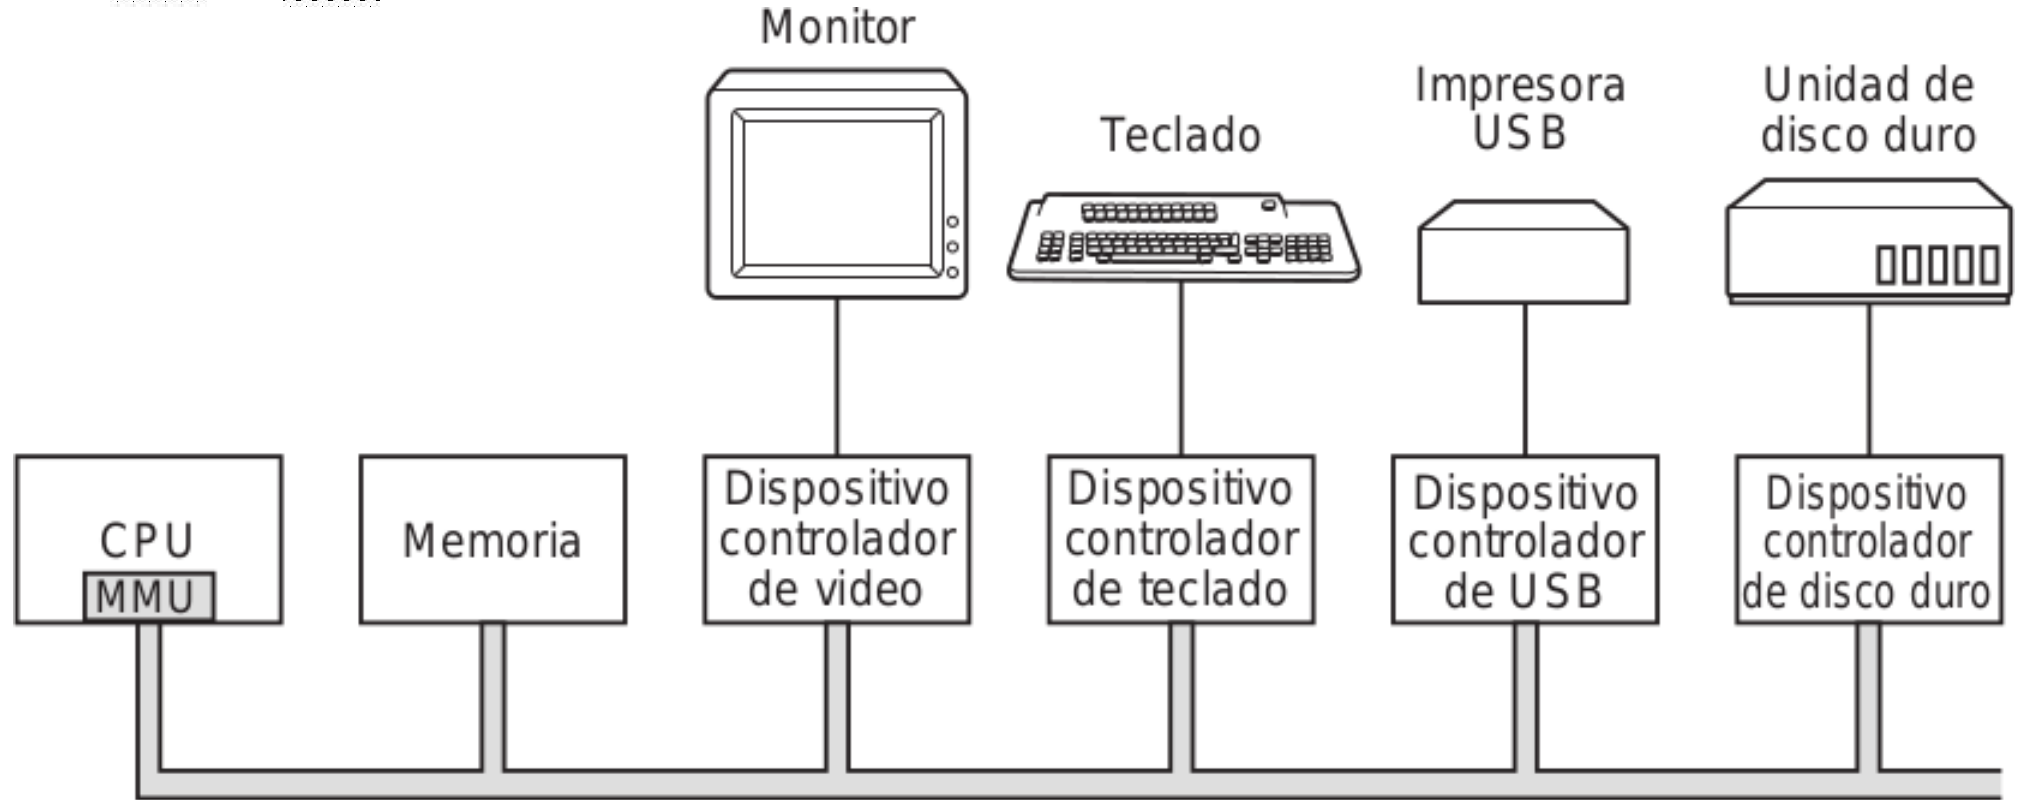 Monitor
Teclado
Impresora
USB
Unidad de
disco duro
CPU
MMU
Memoria
Dispositivo
controlador
de video
Dispositivo
controlador
de teclado
Dispositivo
controlador
de USB
Dispositivo
controlador
de disco duro